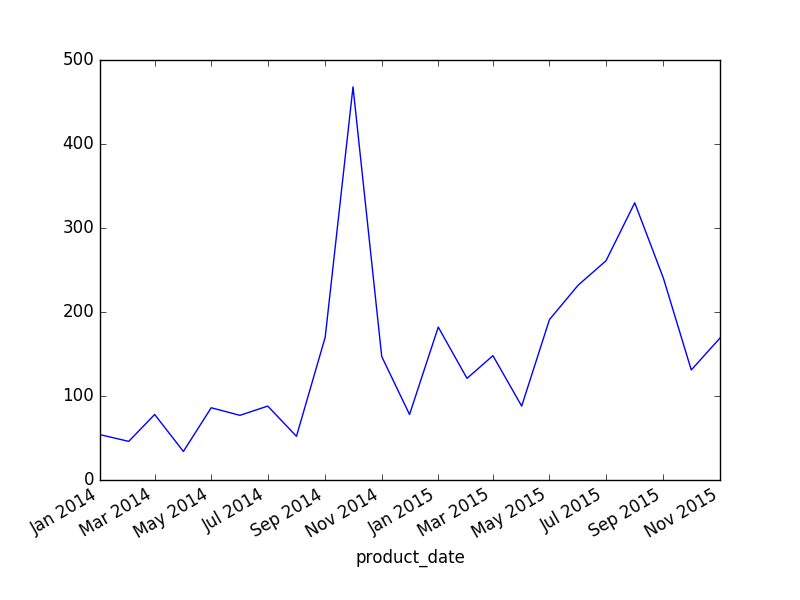 500
400
300
200
100
0
Jan 2014
Mar 2014
May 2014
Jul 2014
Sep 2014
Nov 2014
Jan 2015
Mar 2015
May 2015
Jul 2015
Sep 2015
Nov 2015
product_date